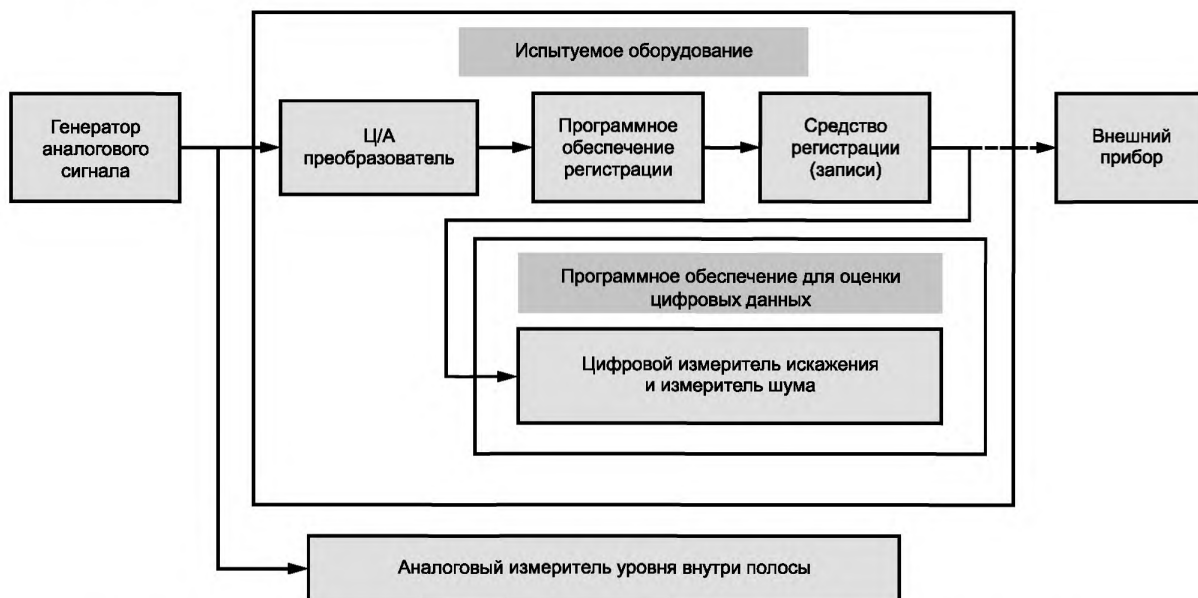 Испытуемое оборудование
Генератор
аналогового
сигнала
Ц/А
преобразователь
Программное
обеспечение
регистрации
Средство
регистрации
(записи)
Внешний
прибор
Программное обеспечение для оценки
цифровых данных
Цифровой измеритель искажения
и измеритель шума
Аналоговый измеритель уровня внутри полосы